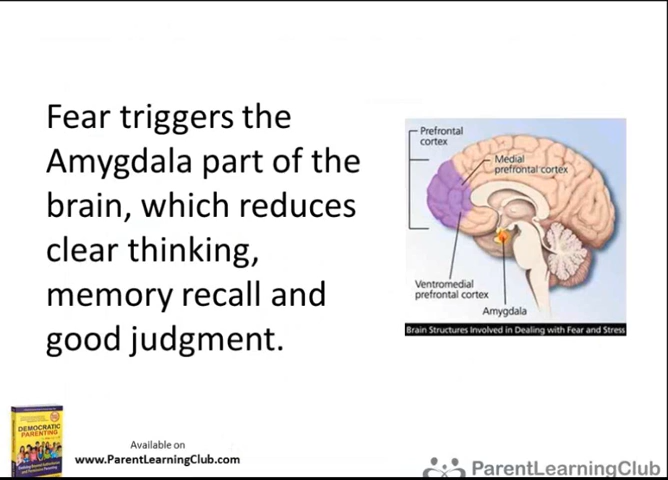 Fear triggers the
Amygdala part of the
brain, which reduces
clear thinking,
memory recall and
good judgment.
Prefrontal
cortex
Medial
prefrontal cortex
Ventromedial
prefrontal cortex
Amygdala
Brain Structures Involved in Dealing with Fear and Stress
DEMOCRATIC
PARENTING
Available on
www.ParentLearningClub.com
ParentLearningClub